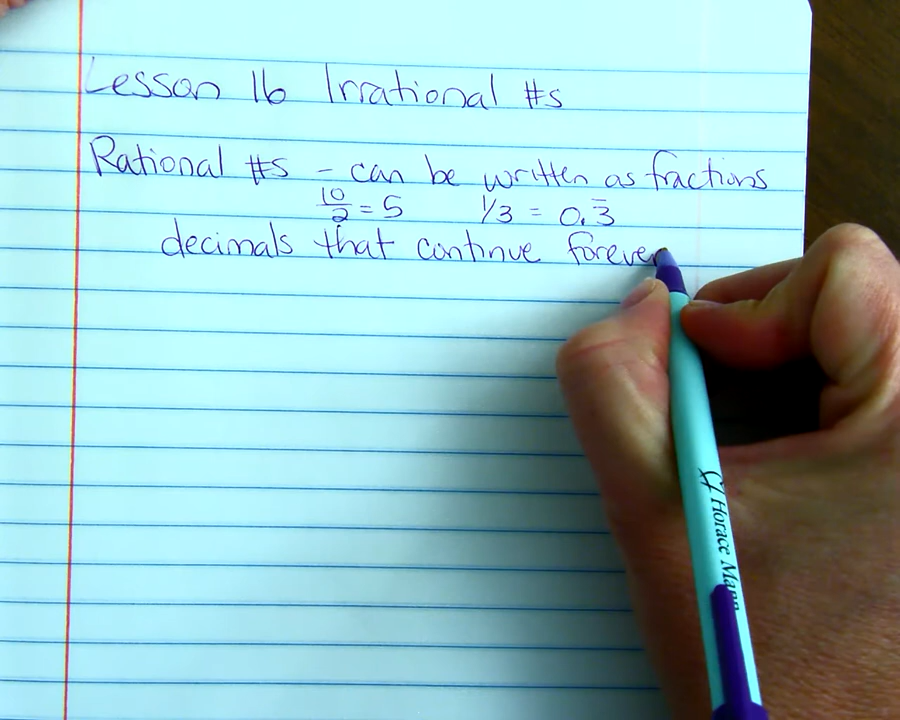 Lesson 16 Irrational #s
Rational #s - can be written as fractions
10/2 = 5 1/3 = 0.3̅
decimals that continue forever
Horace Mann